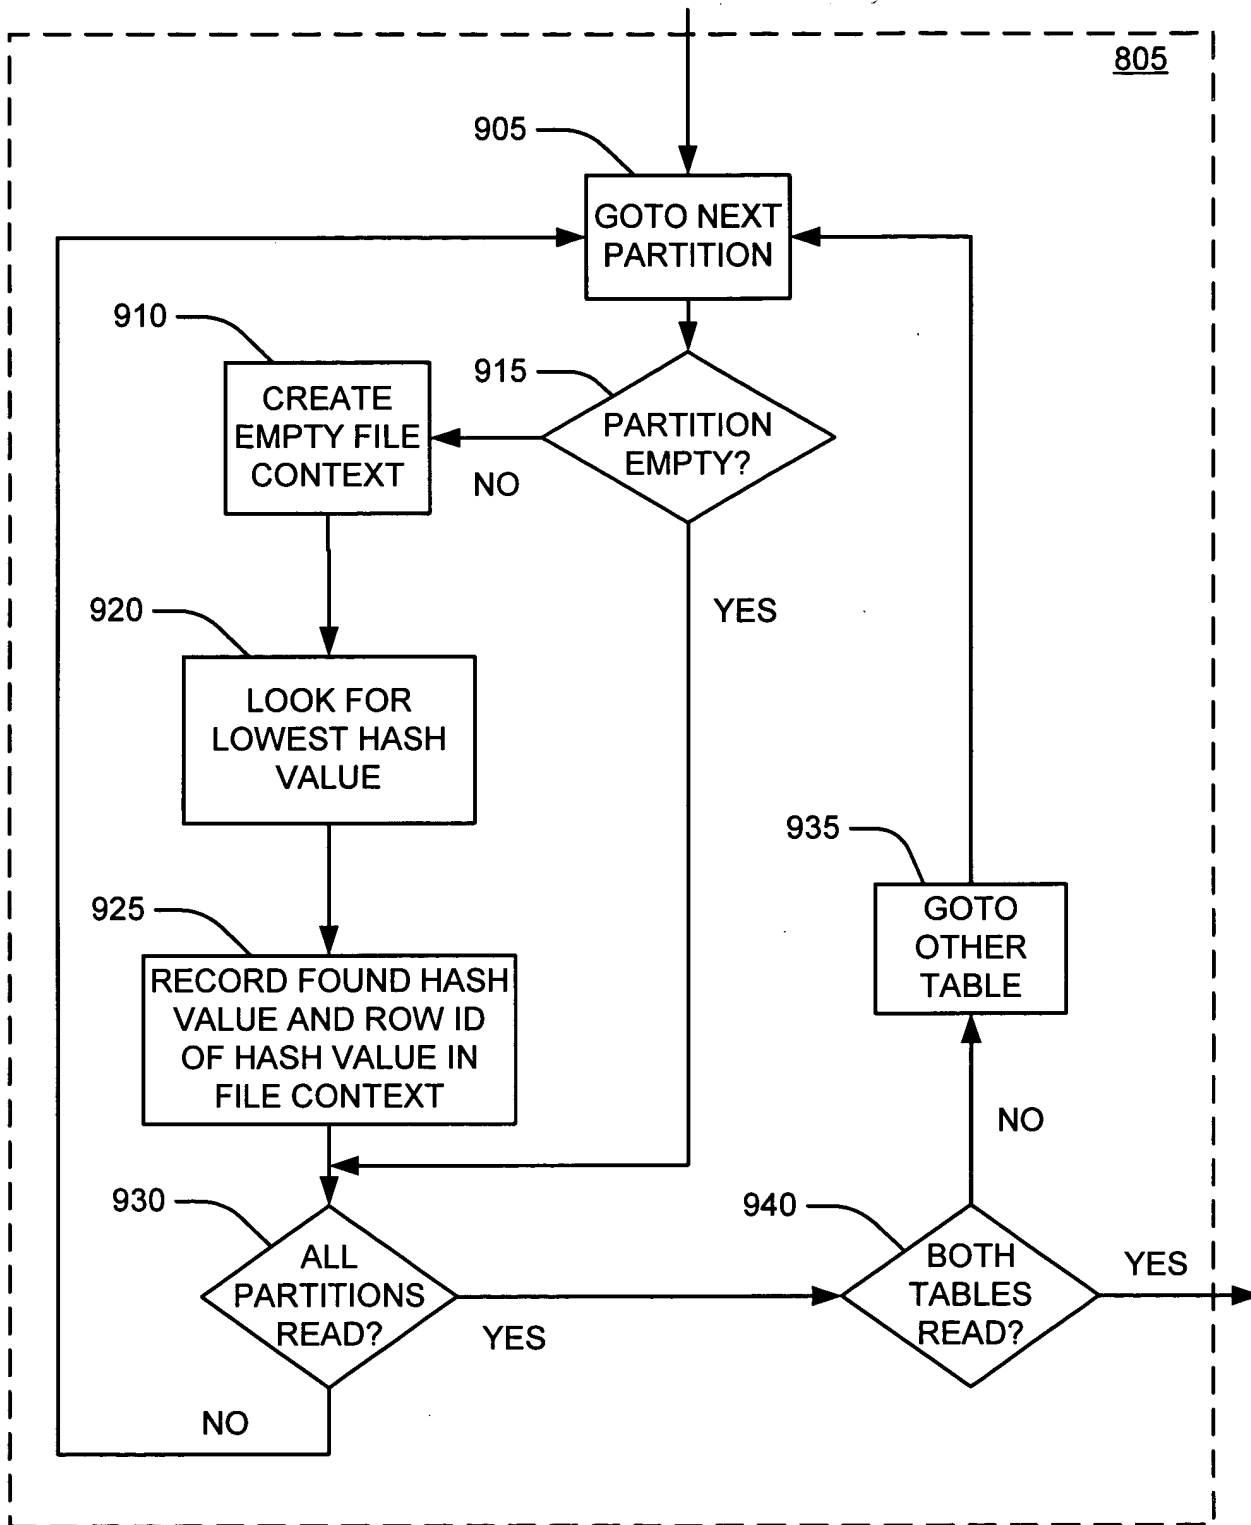 805
905
GOTO NEXT
PARTITION
910
CREATE
EMPTY FILE
CONTEXT
915
PARTITION
EMPTY?
NO
YES
920
LOOK FOR
LOWEST HASH
VALUE
925
RECORD FOUND HASH
VALUE AND ROW ID
OF HASH VALUE IN
FILE CONTEXT
935
GOTO
OTHER
TABLE
NO
930
ALL
PARTITIONS
READ?
YES
NO
940
BOTH
TABLES
READ?
YES